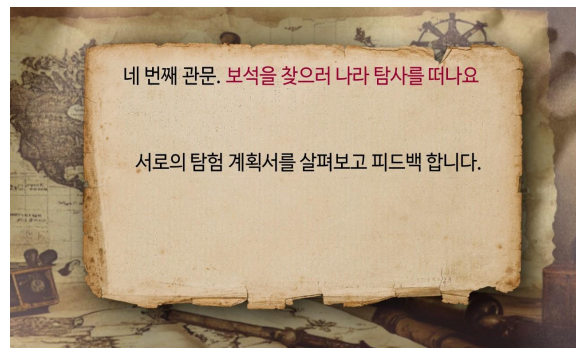 네 번째 관문. 보석을 찾으러 나라 탐사를 떠나요
서로의 탐험 계획서를 살펴보고 피드백 합니다.